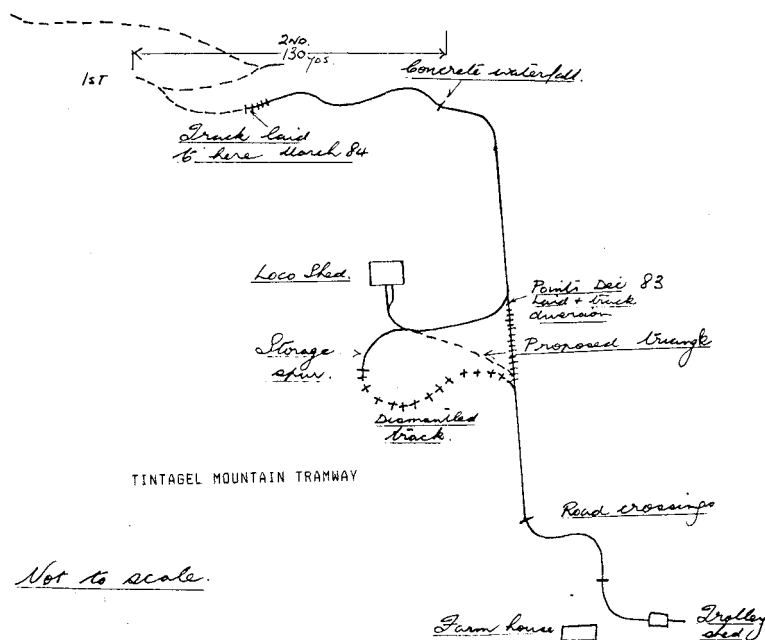 2ND.
130 yds.
1ST
Concrete waterfall.
Track laid
to here March 84
Loco Shed.
Points Dec 83
Laid + track
diversion
Storage
spur.
Proposed triangle
Dismantled
track.
TINTAGEL MOUNTAIN TRAMWAY
Road crossings
Not to scale.
Farm house
Trolley
shed